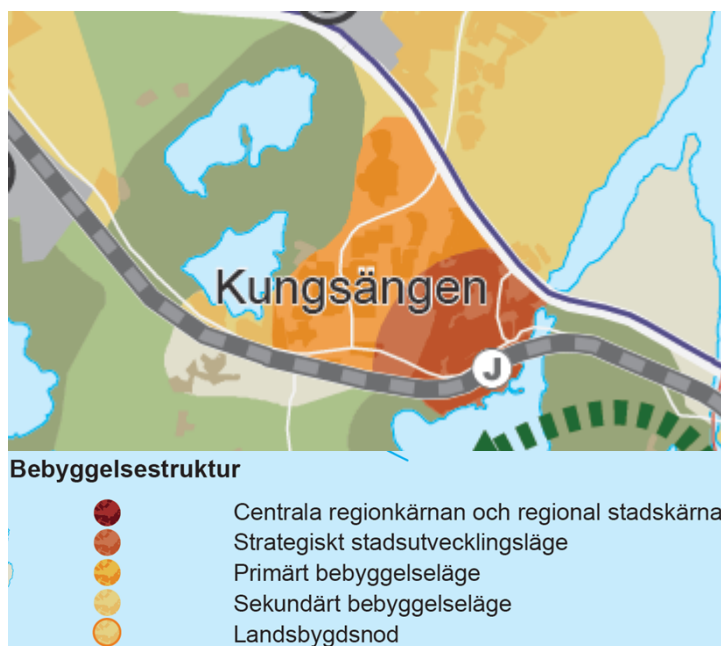 Kungsängen
J
Bebyggelsestruktur
Centrala regionkärnan och regional stadskärna
Strategiskt stadsutvecklingsläge
Primärt bebyggelseläge
Sekundärt bebyggelseläge
Landsbygdsnod